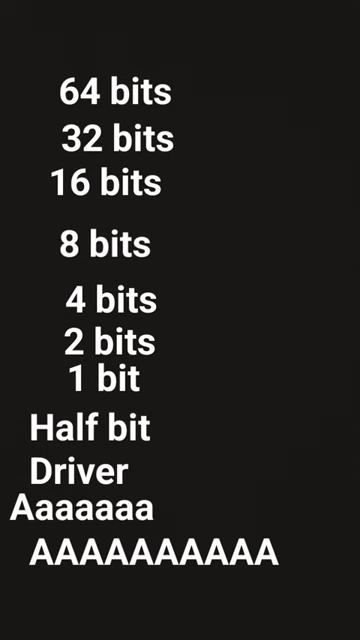 64 bits
32 bits
16 bits
8 bits
4 bits
2 bits
1 bit
Half bit
Driver
Aaaaaaa
AAAAAAAAAA